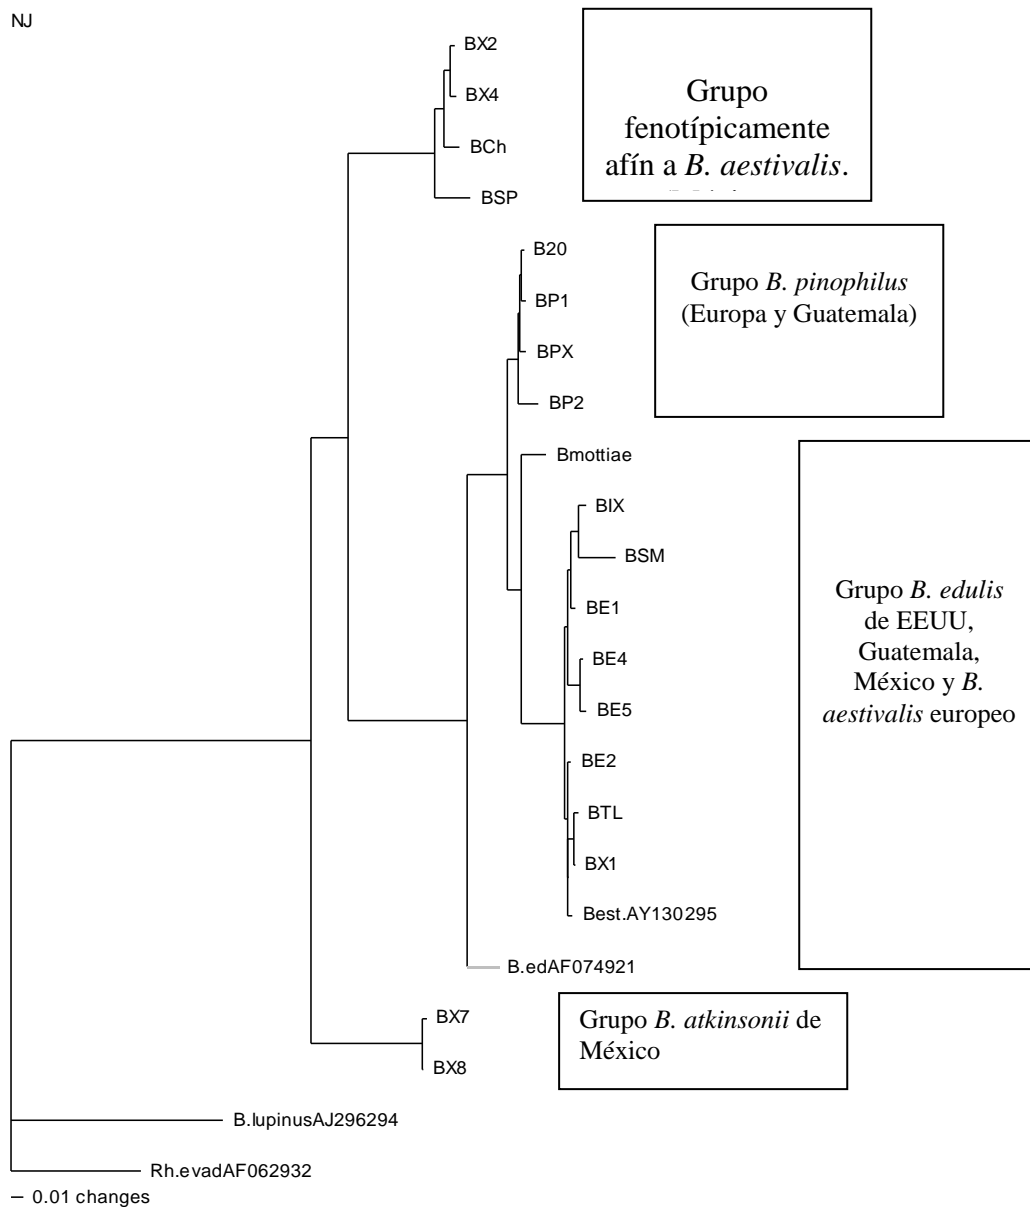 NJ
BX2
BX4
BCh
BSP
Grupo
fenotípicamente
afín a B. aestivalis.
B20
BP1
BPX
BP2
Grupo B. pinophilus
(Europa y Guatemala)
Bmottiae
BIX
BSM
BE1
BE4
BE5
BE2
BTL
BX1
Best.AY130295
B.edAF074921
Grupo B. edulis
de EEUU,
Guatemala,
México y B.
aestivalis europeo
BX7
BX8
Grupo B. atkinsonii de
México
B.lupinusAJ296294
Rh.evadAF062932
0.01 changes